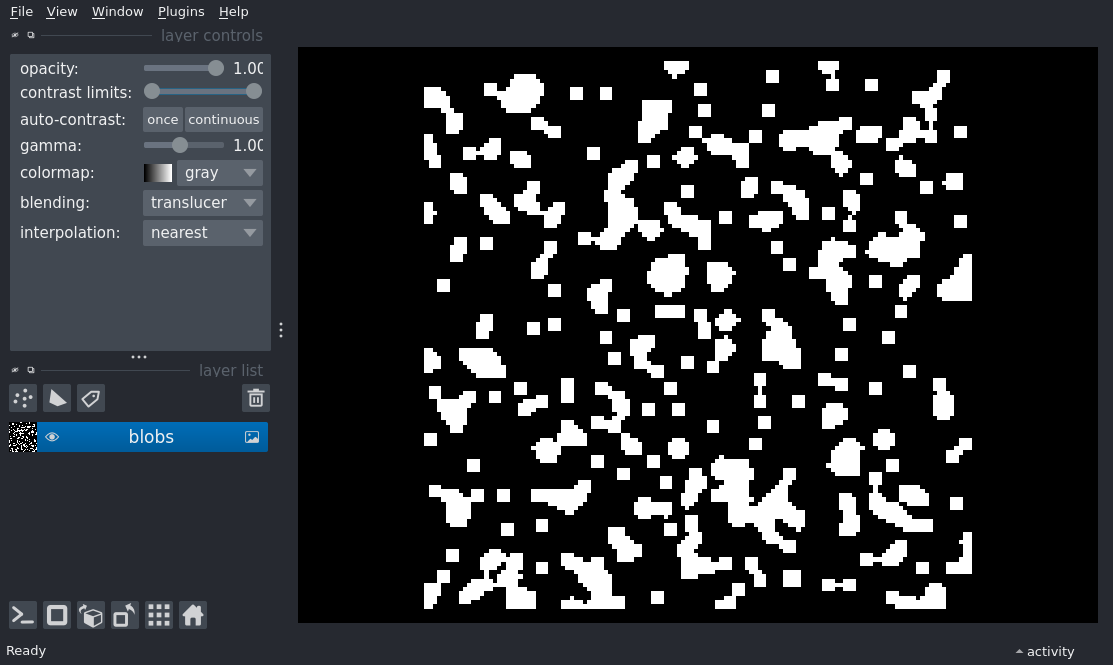 File View Window Plugins Help
layer controls
opacity: 1.00
contrast limits:
auto-contrast: once continuous
gamma: 1.00
colormap: gray
blending: translucer
interpolation: nearest
layer list
blobs
Ready
activity